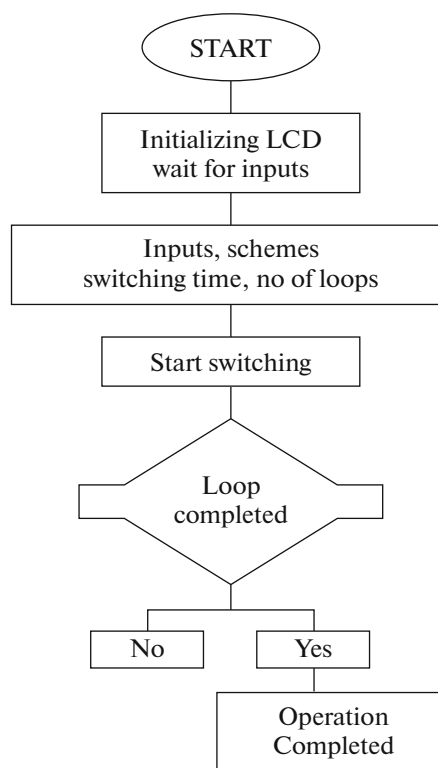 START
Initializing LCD
wait for inputs
Inputs, schemes
switching time, no of loops
Start switching
Loop
completed
No
Yes
Operation
Completed